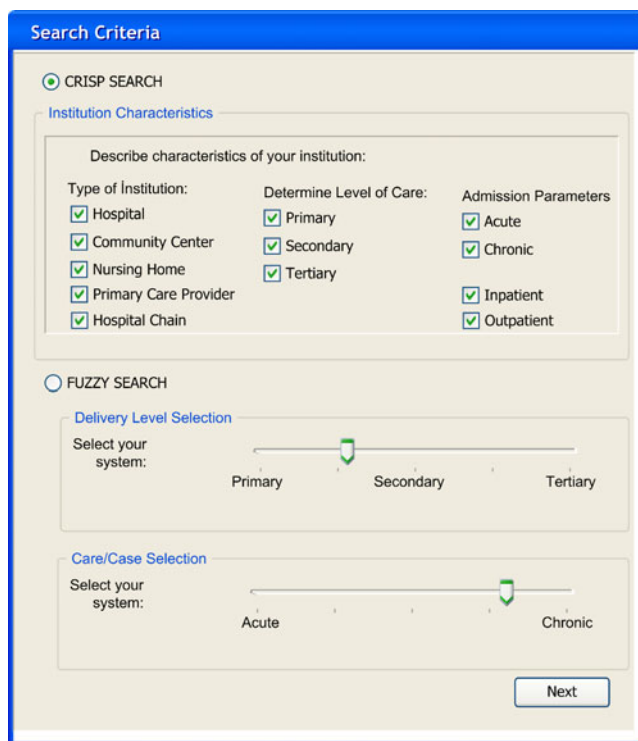 Search Criteria
CRISP SEARCH
Institution Characteristics
Describe characteristics of your institution:
Type of İnstitution:
Hospital
Community Center
Nursing Home
Primary Care Provider
Hospital Chain
Determine Level of Care:
Primary
Secondary
Tertiary
Admission Parameters
Acute
Chronic
Inpatient
Outpatient
FUZZY SEARCH
Delivery Level Selection
Select your
system:
Primary Secondary Tertiary
Care/Case Selection
Select your
system:
Acute Chronic
Next